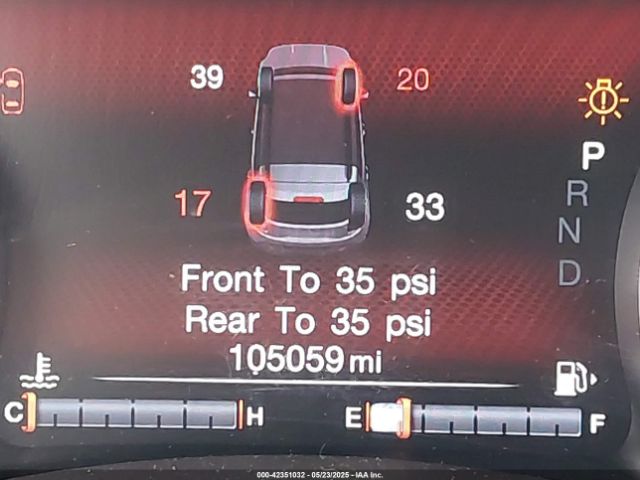 39 20
P
R
17 33
N
D
Front To 35 psi
Rear To 35 psi
105059 mi
C H E F
000-42351032 - 05/23/2025 - IAA Inc.